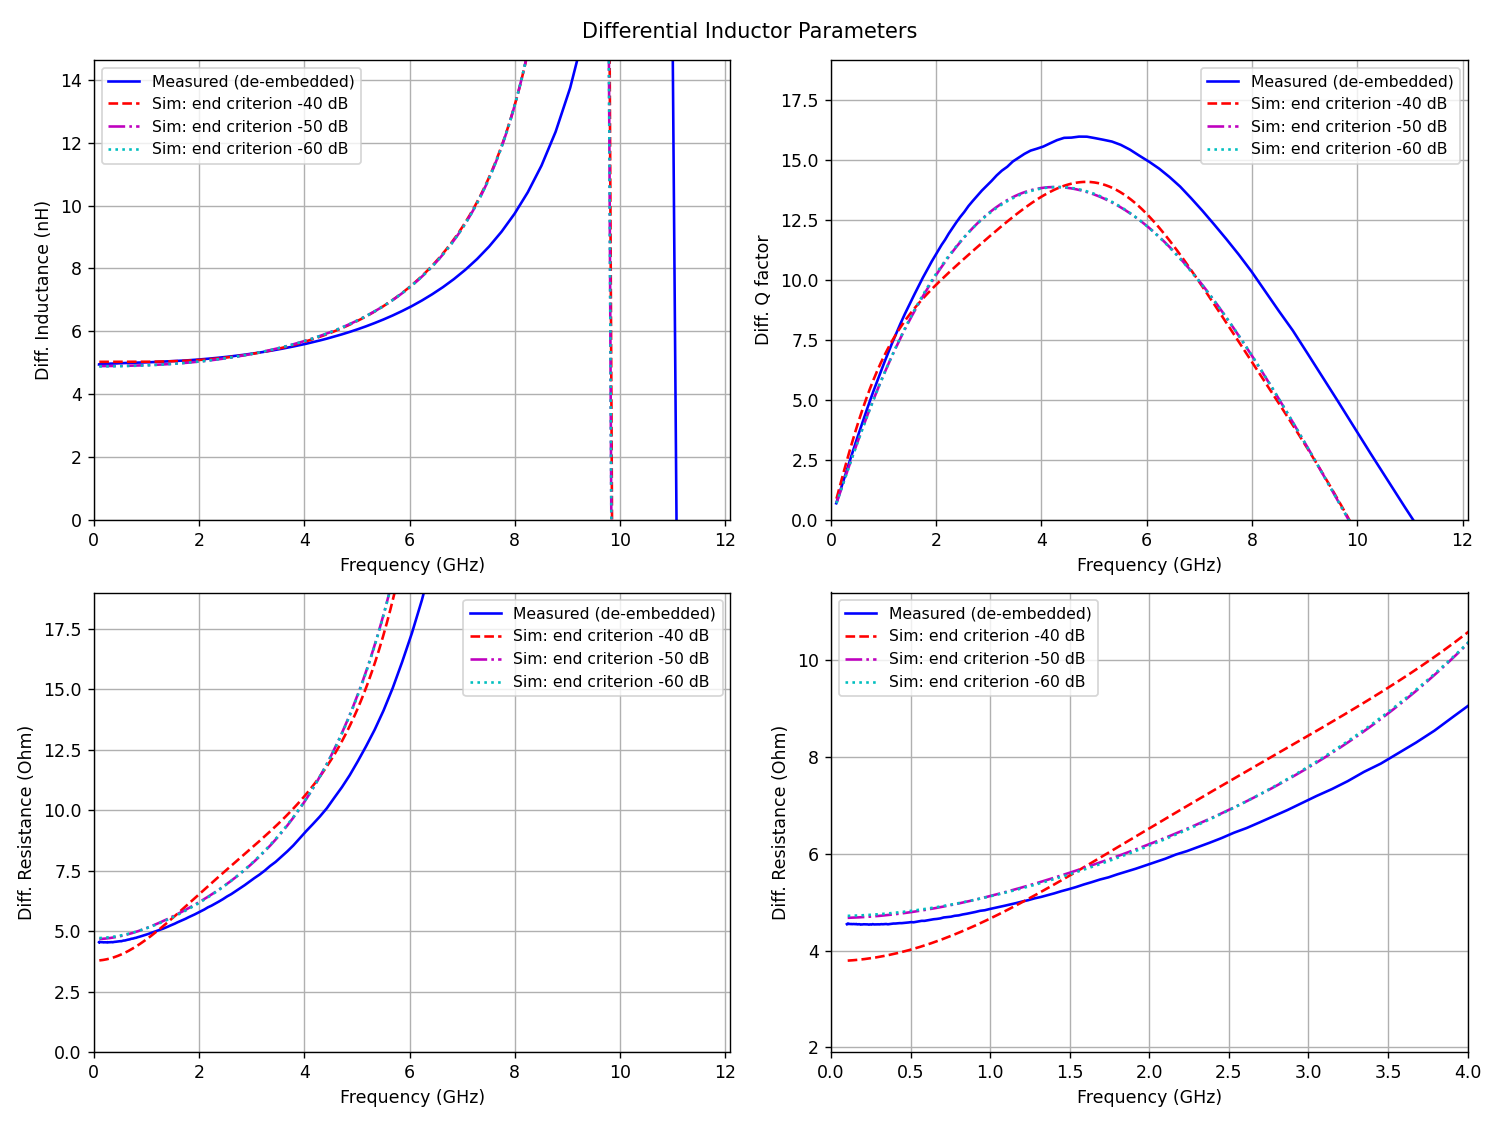 Differential Inductor Parameters
Diff. Inductance (nH)
14
12
10
8
6
4
2
0
Measured (de-embedded)
Sim: end criterion -40 dB
Sim: end criterion -50 dB
Sim: end criterion -60 dB
0 2 4 6 8 10 12
Frequency (GHz)
Diff. Q factor
17.5
15.0
12.5
10.0
7.5
5.0
2.5
0.0
Measured (de-embedded)
Sim: end criterion -40 dB
Sim: end criterion -50 dB
Sim: end criterion -60 dB
0 2 4 6 8 10 12
Frequency (GHz)
Diff. Resistance (Ohm)
17.5
15.0
12.5
10.0
7.5
5.0
2.5
0.0
Measured (de-embedded)
Sim: end criterion -40 dB
Sim: end criterion -50 dB
Sim: end criterion -60 dB
0 2 4 6 8 10 12
Frequency (GHz)
Diff. Resistance (Ohm)
10
8
6
4
2
Measured (de-embedded)
Sim: end criterion -40 dB
Sim: end criterion -50 dB
Sim: end criterion -60 dB
0.0 0.5 1.0 1.5 2.0 2.5 3.0 3.5 4.0
Frequency (GHz)